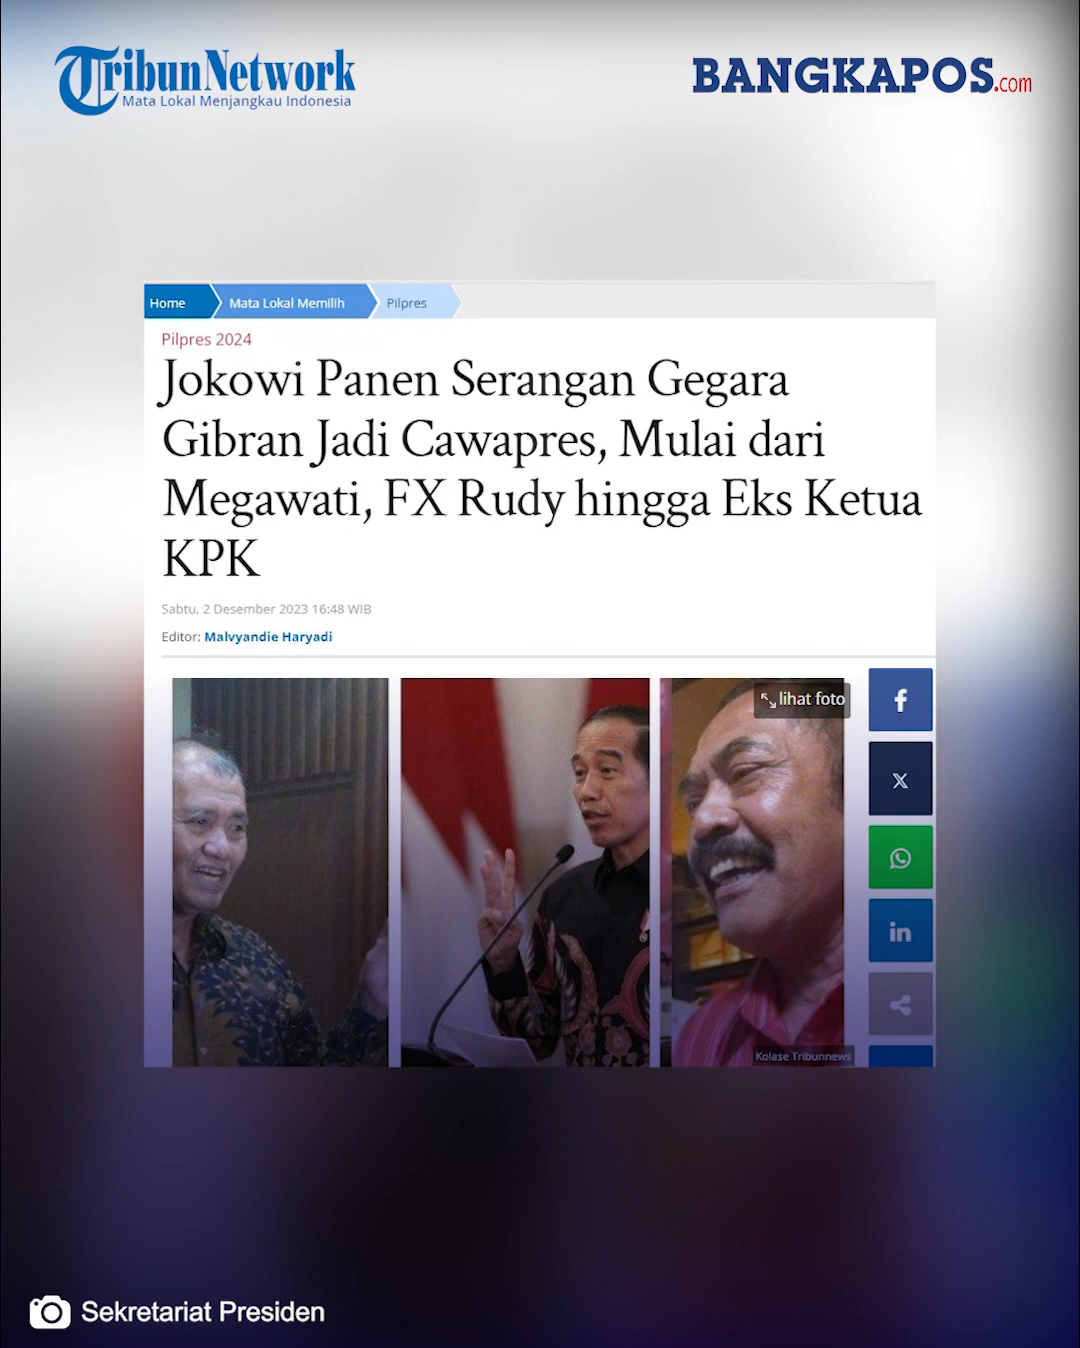 TribunNetwork
Mata Lokal Menjangkau Indonesia
BANGKAPOS.com
Home
Mata Lokal Memilih
Pilpres
Pilpres 2024
Jokowi Panen Serangan Gegara
Gibran Jadi Cawapres, Mulai dari
Megawati, FX Rudy hingga Eks Ketua
KPK
Sabtu, 2 Desember 2023 16:48 WIB
Editor: Malvyandie Haryadi
lihat foto
f
X
in
Kolase Tribunnews
Sekretariat Presiden